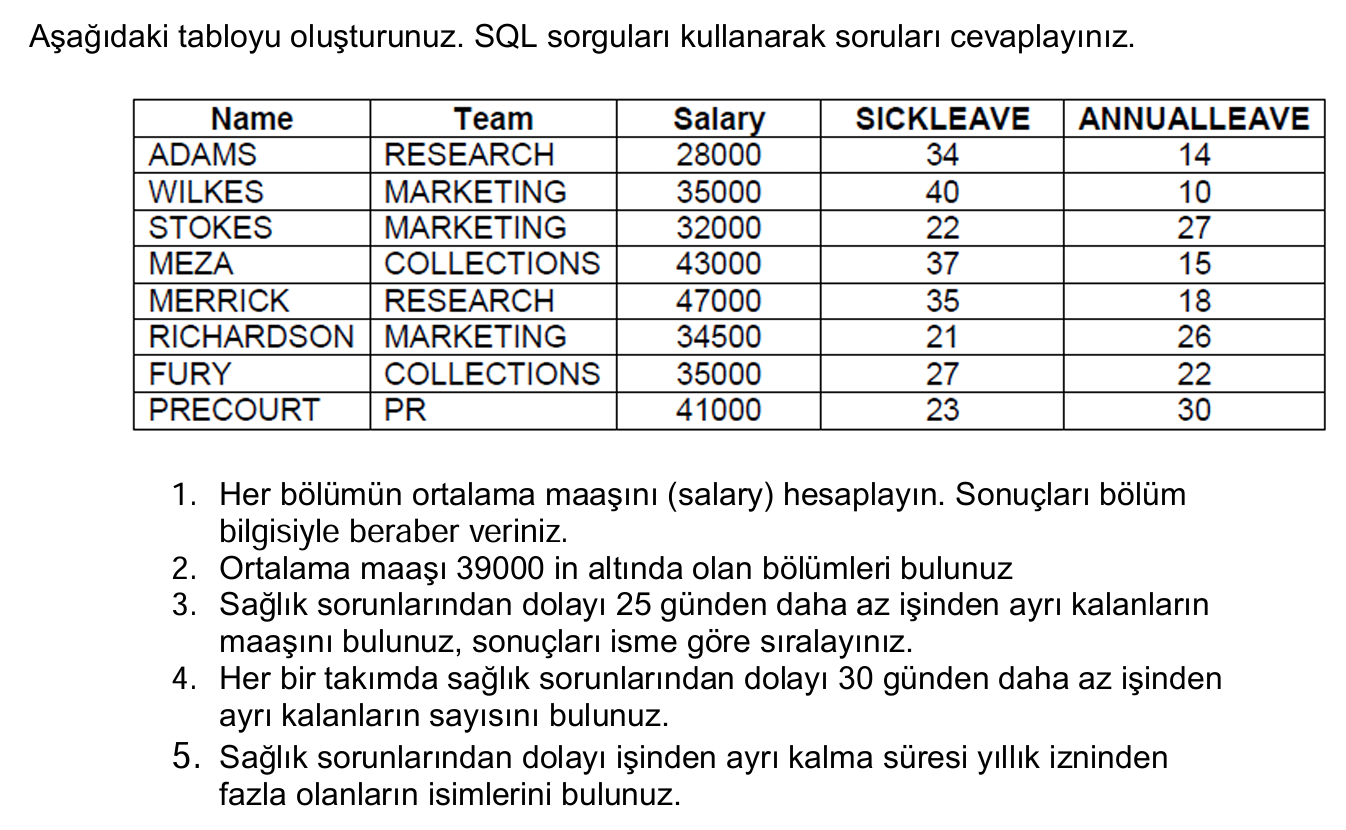 Aşağıdaki tabloyu oluşturunuz. SQL sorguları kullanarak soruları cevaplayınız.
Name Team Salary SICKLEAVE ANNUALLEAVE
ADAMS RESEARCH 28000 34 14
WILKES MARKETING 35000 40 10
STOKES MARKETING 32000 22 27
MEZA COLLECTIONS 43000 37 15
MERRICK RESEARCH 47000 35 18
RICHARDSON MARKETING 34500 21 26
FURY COLLECTIONS 35000 27 22
PRECOURT PR 41000 23 30
1. Her bölümün ortalama maaşını (salary) hesaplayın. Sonuçları bölüm
bilgisiyle beraber veriniz.
2. Ortalama maaşı 39000 in altında olan bölümleri bulunuz
3. Sağlık sorunlarından dolayı 25 günden daha az işinden ayrı kalanların
maaşını bulunuz, sonuçları isme göre sıralayınız.
4. Her bir takımda sağlık sorunlarından dolayı 30 günden daha az işinden
ayrı kalanların sayısını bulunuz.
5. Sağlık sorunlarından dolayı işinden ayrı kalma süresi yıllık izninden
fazla olanların isimlerini bulunuz.